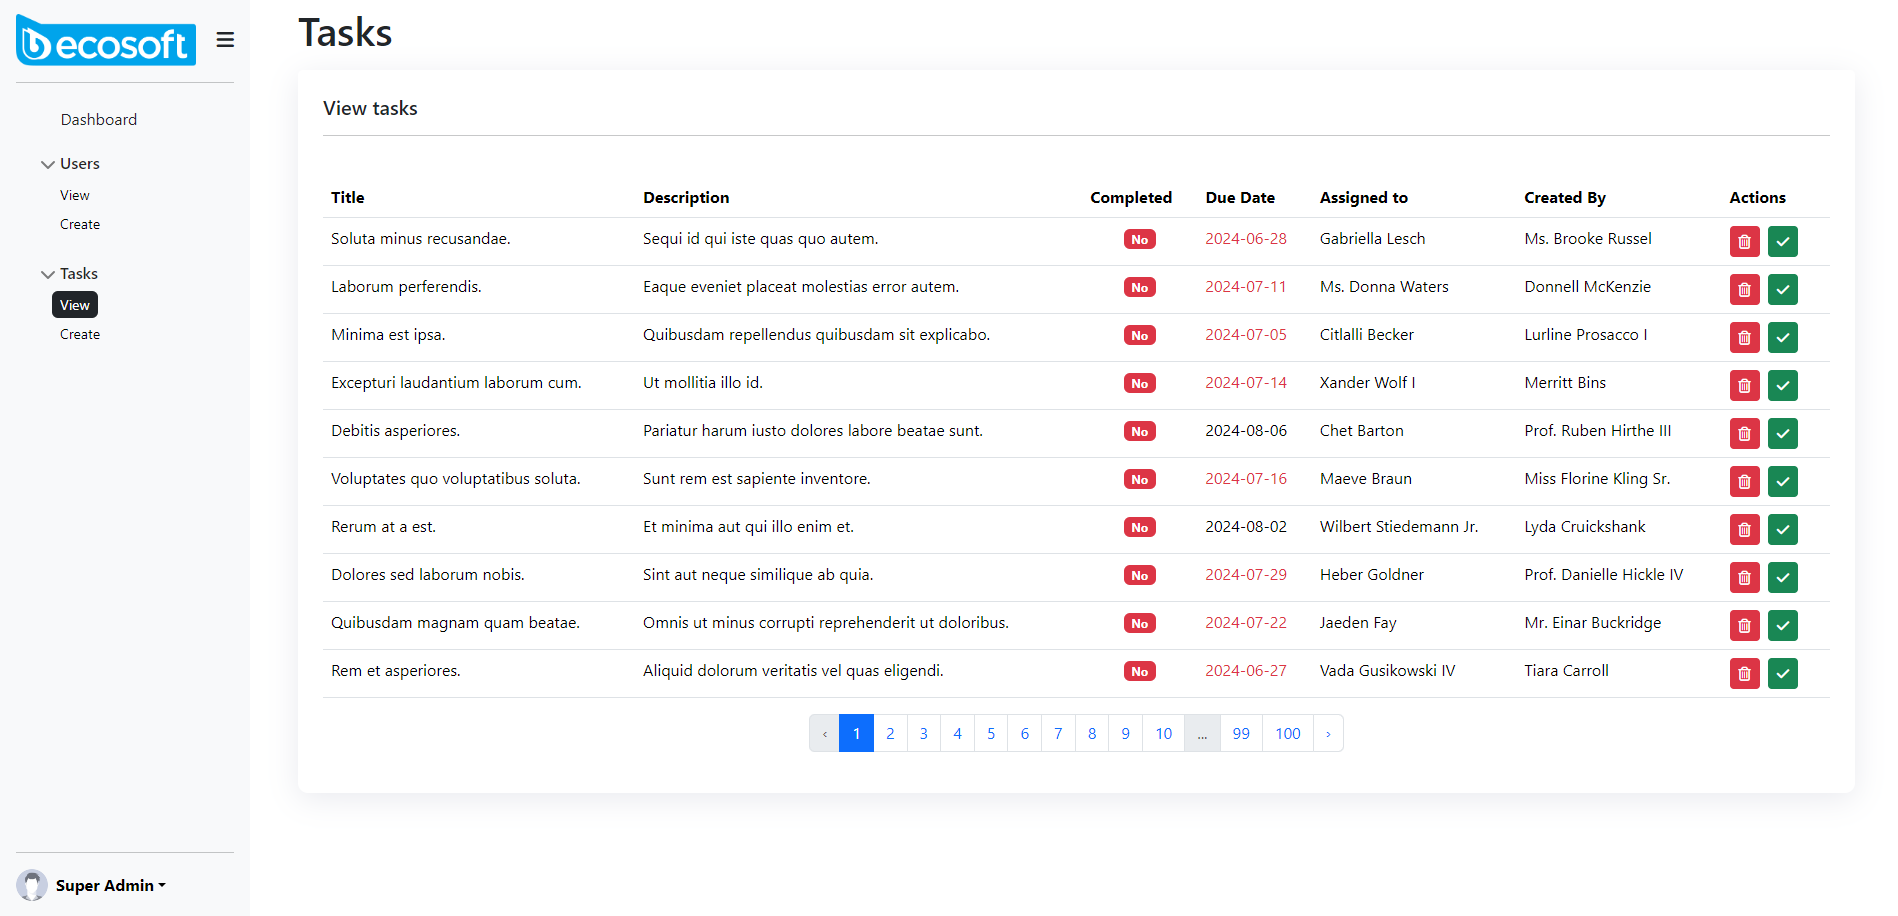 becosoft
Tasks
Dashboard
Users
View
Create
Tasks
View
Create
Super Admin
View tasks
Title Description Completed Due Date Assigned to Created By Actions
Soluta minus recusandae. Sequi id qui iste quas quo autem. No 2024-06-28 Gabriella Lesch Ms. Brooke Russel
Laborum perferendis. Eaque eveniet placeat molestias error autem. No 2024-07-11 Ms. Donna Waters Donnell McKenzie
Minima est ipsa. Quibusdam repellendus quibusdam sit explicabo. No 2024-07-05 Citlalli Becker Lurline Prosacco I
Excepturi laudantium laborum cum. Ut mollitia illo id. No 2024-07-14 Xander Wolf I Merritt Bins
Debitis asperiores. Pariatur harum iusto dolores labore beatae sunt. No 2024-08-06 Chet Barton Prof. Ruben Hirthe III
Voluptates quo voluptatibus soluta. Sunt rem est sapiente inventore. No 2024-07-16 Maeve Braun Miss Florine Kling Sr.
Rerum at a est. Et minima aut qui illo enim et. No 2024-08-02 Wilbert Stiedemann Jr. Lyda Cruickshank
Dolores sed laborum nobis. Sint aut neque similique ab quia. No 2024-07-29 Heber Goldner Prof. Danielle Hickle IV
Quibusdam magnam quam beatae. Omnis ut minus corrupti reprehenderit ut doloribus. No 2024-07-22 Jaeden Fay Mr. Einar Buckridge
Rem et asperiores. Aliquid dolorum veritatis vel quas eligendi. No 2024-06-27 Vada Gusikowski IV Tiara Carroll
‹ 1 2 3 4 5 6 7 8 9 10 ... 99 100 ›